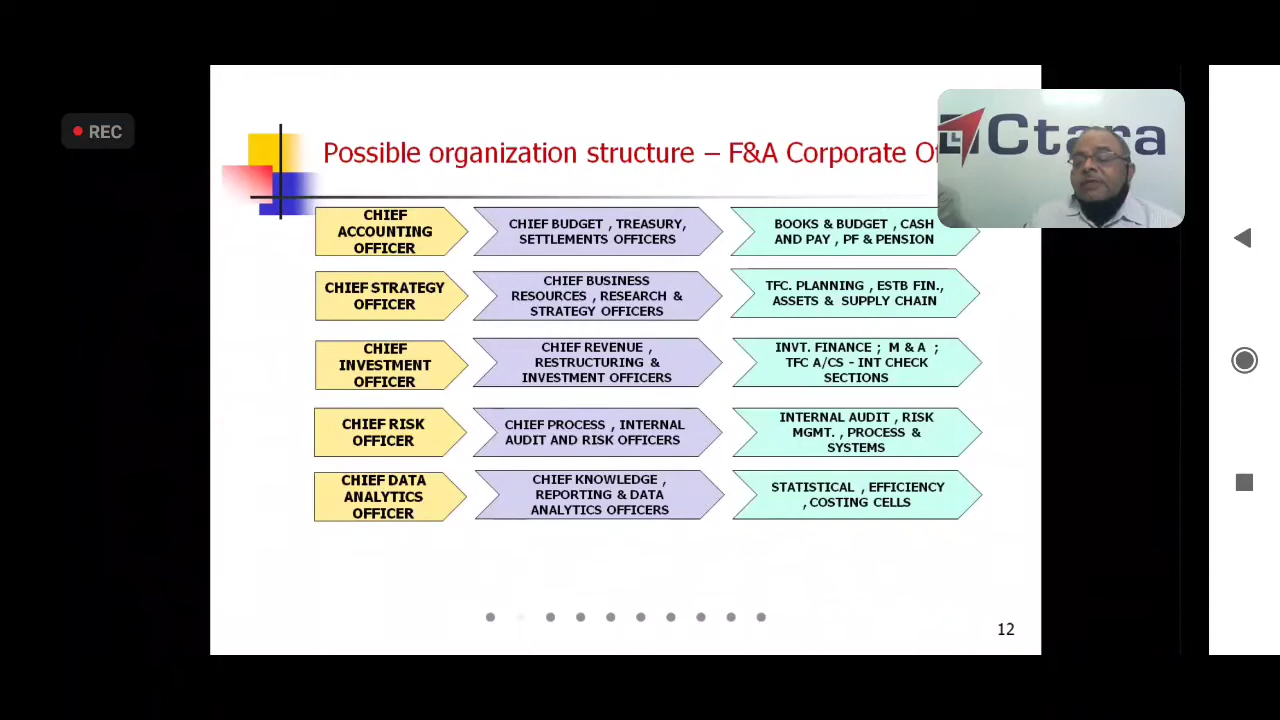 REC
Possible organization structure – F&A Corporate
Ctara
CHIEF
ACCOUNTING
OFFICER
CHIEF BUDGET , TREASURY,
SETTLEMENTS OFFICERS
BOOKS & BUDGET , CASH
AND PAY , PF & PENSION
CHIEF STRATEGY
OFFICER
CHIEF BUSINESS
RESOURCES , RESEARCH &
STRATEGY OFFICERS
TFC. PLANNING , ESTB FIN.,
ASSETS & SUPPLY CHAIN
CHIEF
INVESTMENT
OFFICER
CHIEF REVENUE ,
RESTRUCTURING &
INVESTMENT OFFICERS
INVT. FINANCE ; M & A ;
TFC A/CS - INT CHECK
SECTIONS
CHIEF RISK
OFFICER
CHIEF PROCESS , INTERNAL
AUDIT AND RISK OFFICERS
INTERNAL AUDIT , RISK
MGMT. , PROCESS &
SYSTEMS
CHIEF DATA
ANALYTICS
OFFICER
CHIEF KNOWLEDGE ,
REPORTING & DATA
ANALYTICS OFFICERS
STATISTICAL , EFFICIENCY
,COSTING CELLS
12